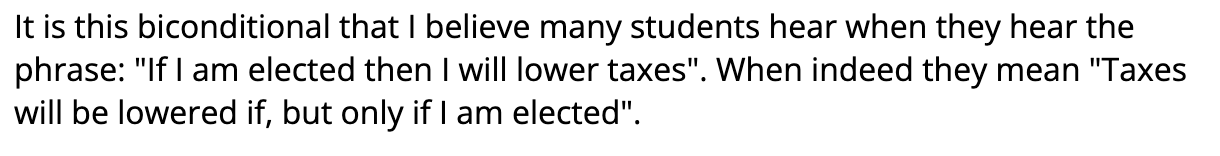 It is this biconditional that I believe many students hear when they hear the
phrase: "If I am elected then I will lower taxes". When indeed they mean "Taxes
will be lowered if, but only if I am elected".